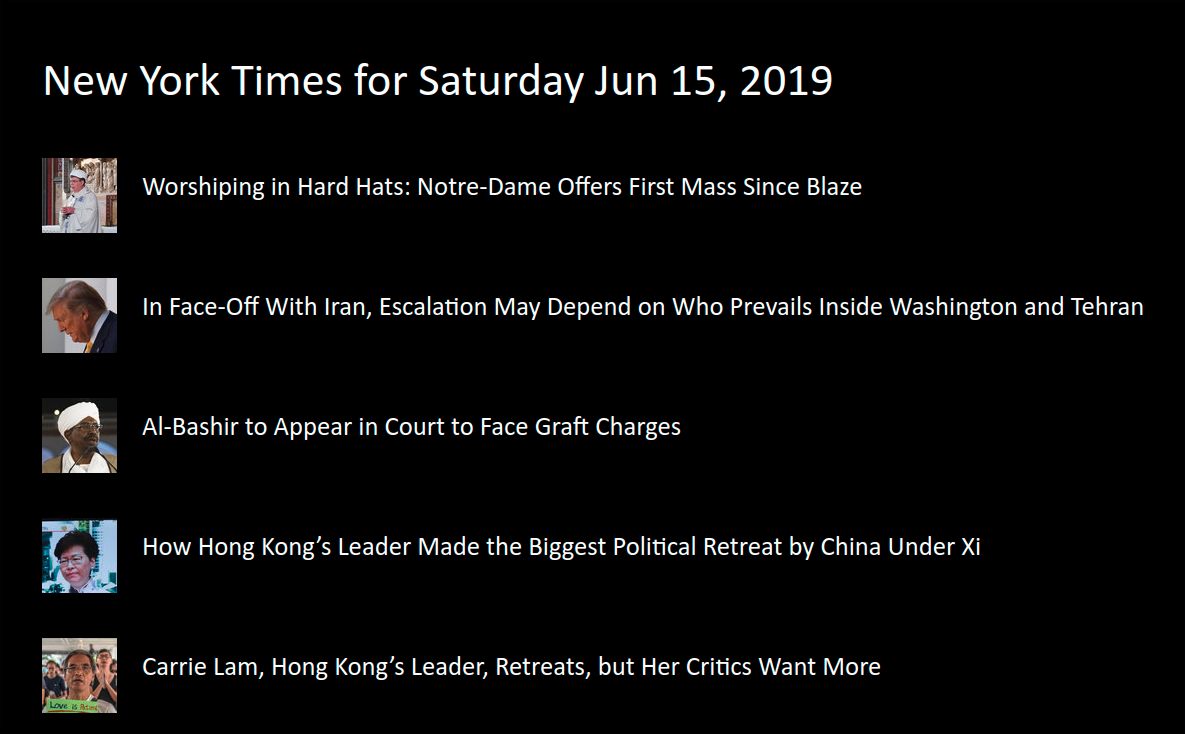 New York Times for Saturday Jun 15, 2019
Worshiping in Hard Hats: Notre-Dame Offers First Mass Since Blaze
In Face-Off With Iran, Escalation May Depend on Who Prevails Inside Washington and Tehran
Al-Bashir to Appear in Court to Face Graft Charges
How Hong Kong’s Leader Made the Biggest Political Retreat by China Under Xi
Carrie Lam, Hong Kong’s Leader, Retreats, but Her Critics Want More
Love is